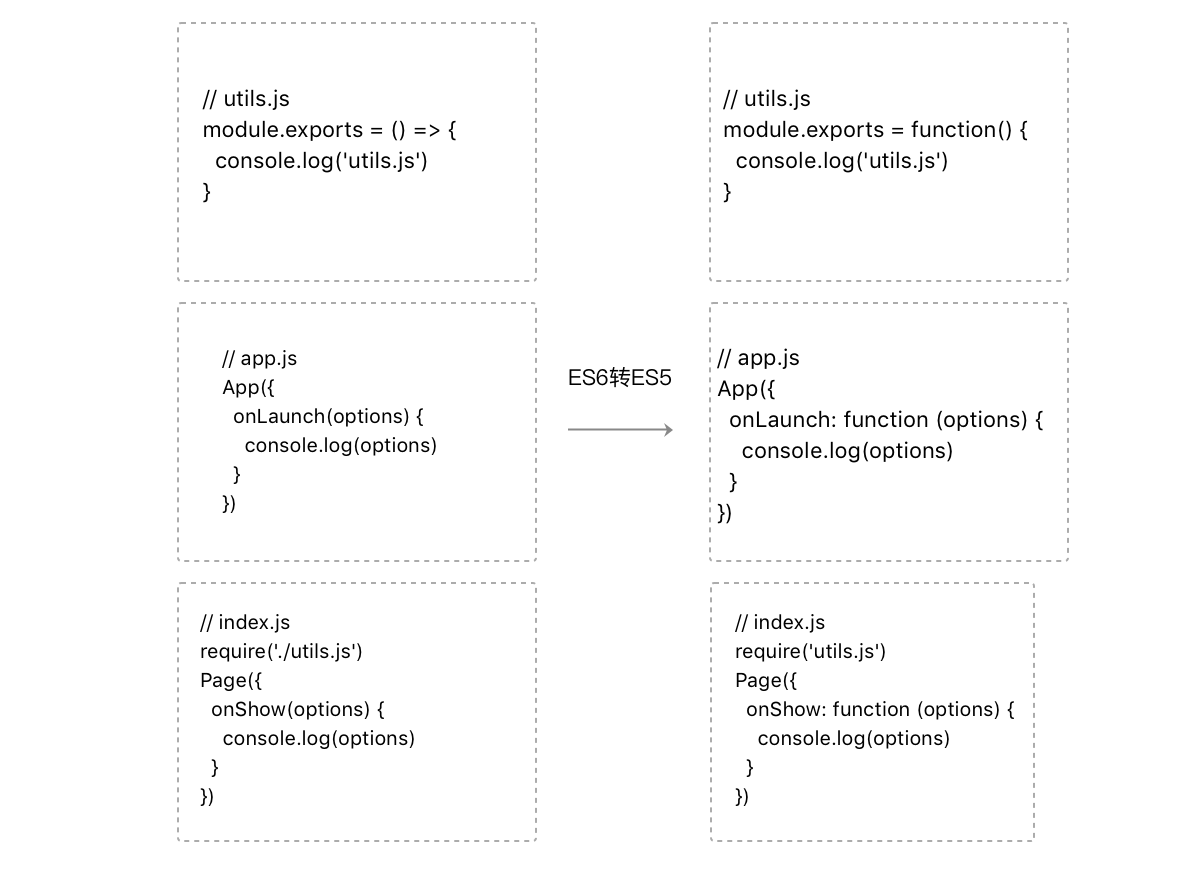 // utils.js
module.exports = () => {
  console.log('utils.js')
}
// app.js
App({
  onLaunch(options) {
    console.log(options)
  }
})
// index.js
require('./utils.js')
Page({
  onShow(options) {
    console.log(options)
  }
})
ES6转ES5
// utils.js
module.exports = function() {
  console.log('utils.js')
}
// app.js
App({
  onLaunch: function (options) {
    console.log(options)
  }
})
// index.js
require('utils.js')
Page({
  onShow: function (options) {
    console.log(options)
  }
})